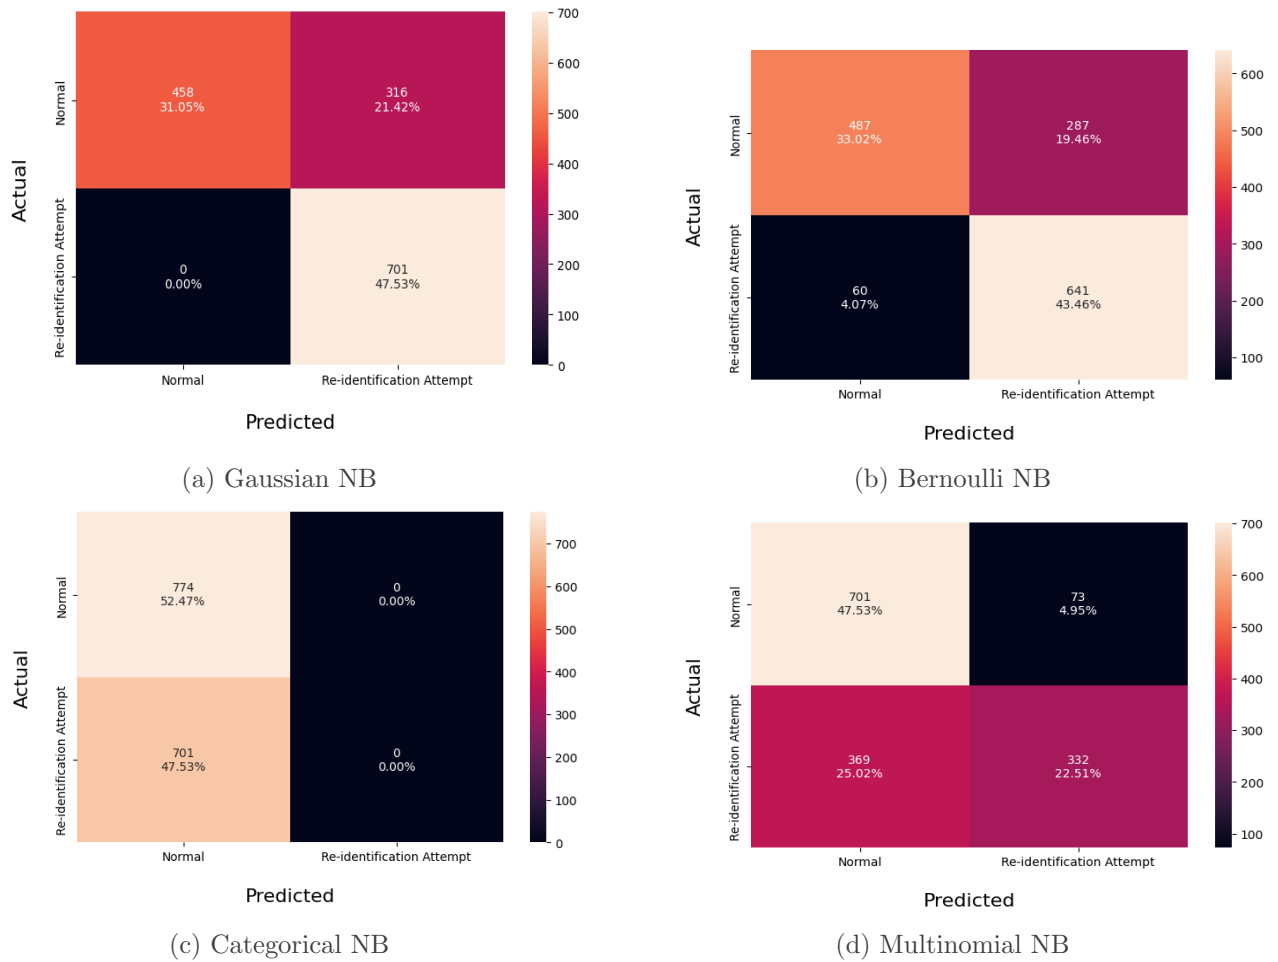 Actual
Normal
Re-identification Attempt
458
31.05%
316
21.42%
0
0.00%
701
47.53%
Normal
Re-identification Attempt
Predicted
700
600
500
400
300
200
100
0
(a) Gaussian NB
Actual
Normal
Re-identification Attempt
487
33.02%
287
19.46%
60
4.07%
641
43.46%
Normal
Re-identification Attempt
Predicted
600
500
400
300
200
100
(b) Bernoulli NB
Actual
Normal
Re-identification Attempt
774
52.47%
0
0.00%
701
47.53%
0
0.00%
Normal
Re-identification Attempt
Predicted
700
600
500
400
300
200
100
0
(c) Categorical NB
Actual
Normal
Re-identification Attempt
701
47.53%
73
4.95%
369
25.02%
332
22.51%
Normal
Re-identification Attempt
Predicted
700
600
500
400
300
200
100
(d) Multinomial NB